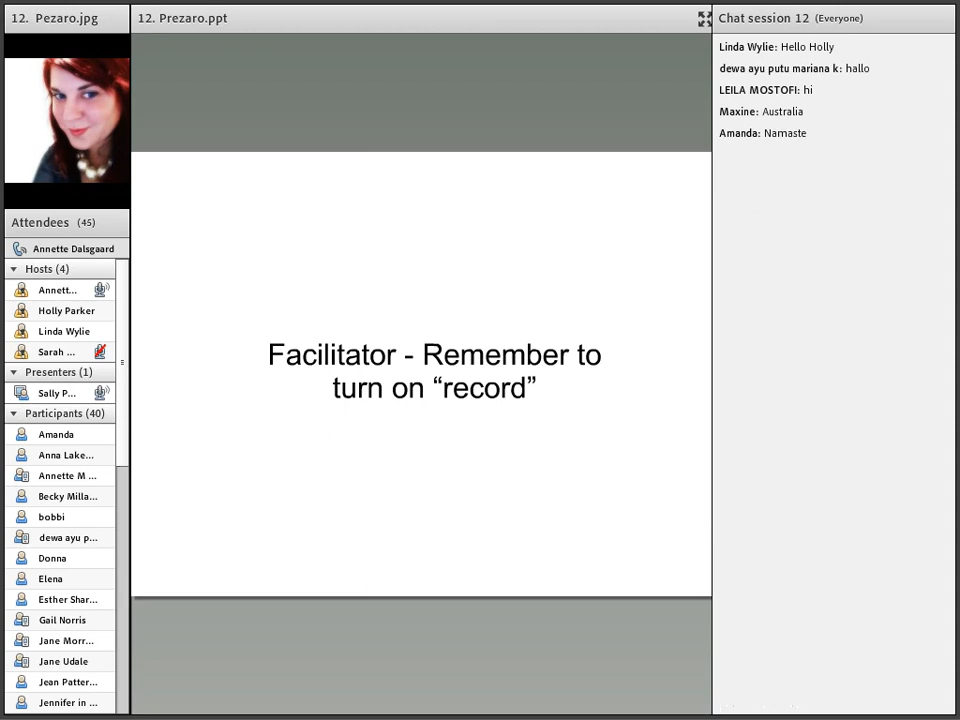 12. Pezaro.jpg
12. Prezaro.ppt
Chat session 12 (Everyone)
Linda Wylie: Hello Holly
dewa ayu putu mariana k: hallo
LEILA MOSTOFI: hi
Maxine: Australia
Amanda: Namaste
Attendees (45)
Annette Dalsgaard
Hosts (4)
Annett...
Holly Parker
Linda Wylie
Sarah ...
Presenters (1)
Sally P...
Participants (40)
Amanda
Anna Lake...
Annette M ...
Becky Milla...
bobbi
dewa ayu p...
Donna
Elena
Esther Shar...
Gail Norris
Jane Morr...
Jane Udale
Jean Patter...
Jennifer in ...
Facilitator - Remember to
turn on “record”